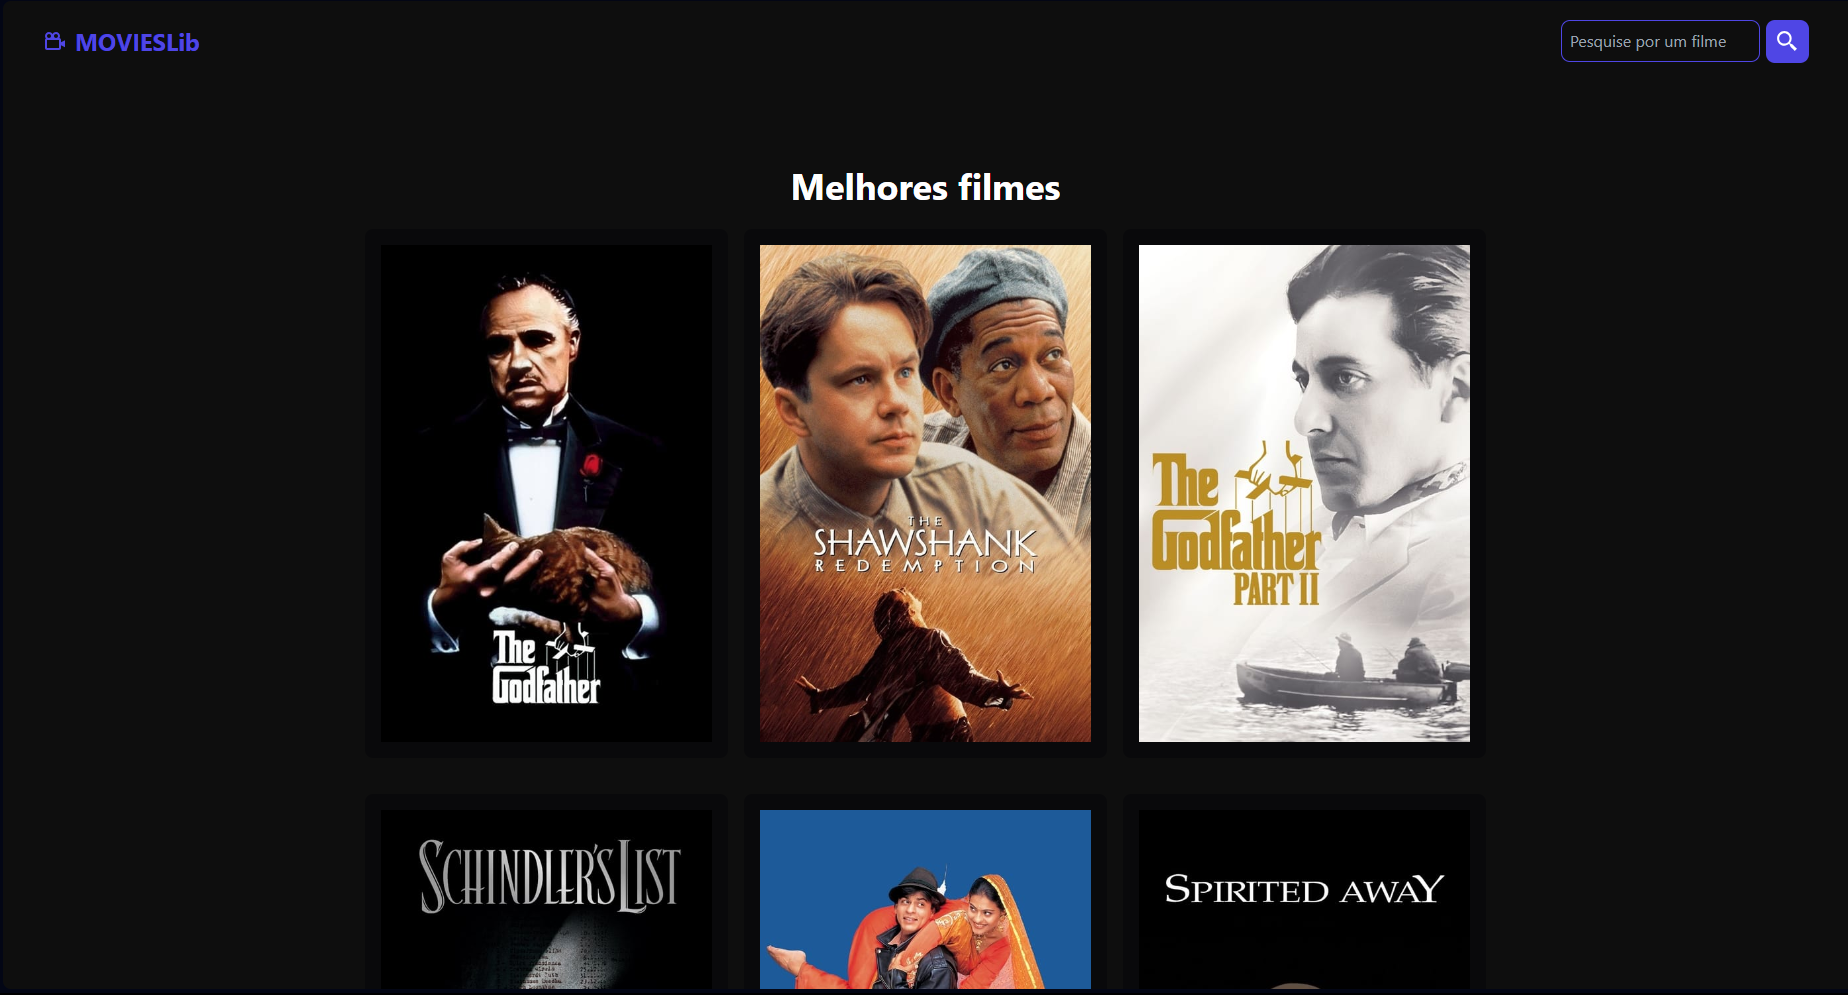 MOVIESLib
Pesquise por um filme
Melhores filmes
The
Godfather
THE
SHAWSHANK
REDEMPTION
The
Godfather
PART II
SCHINDLER'S LIST
SPIRITED AWAY